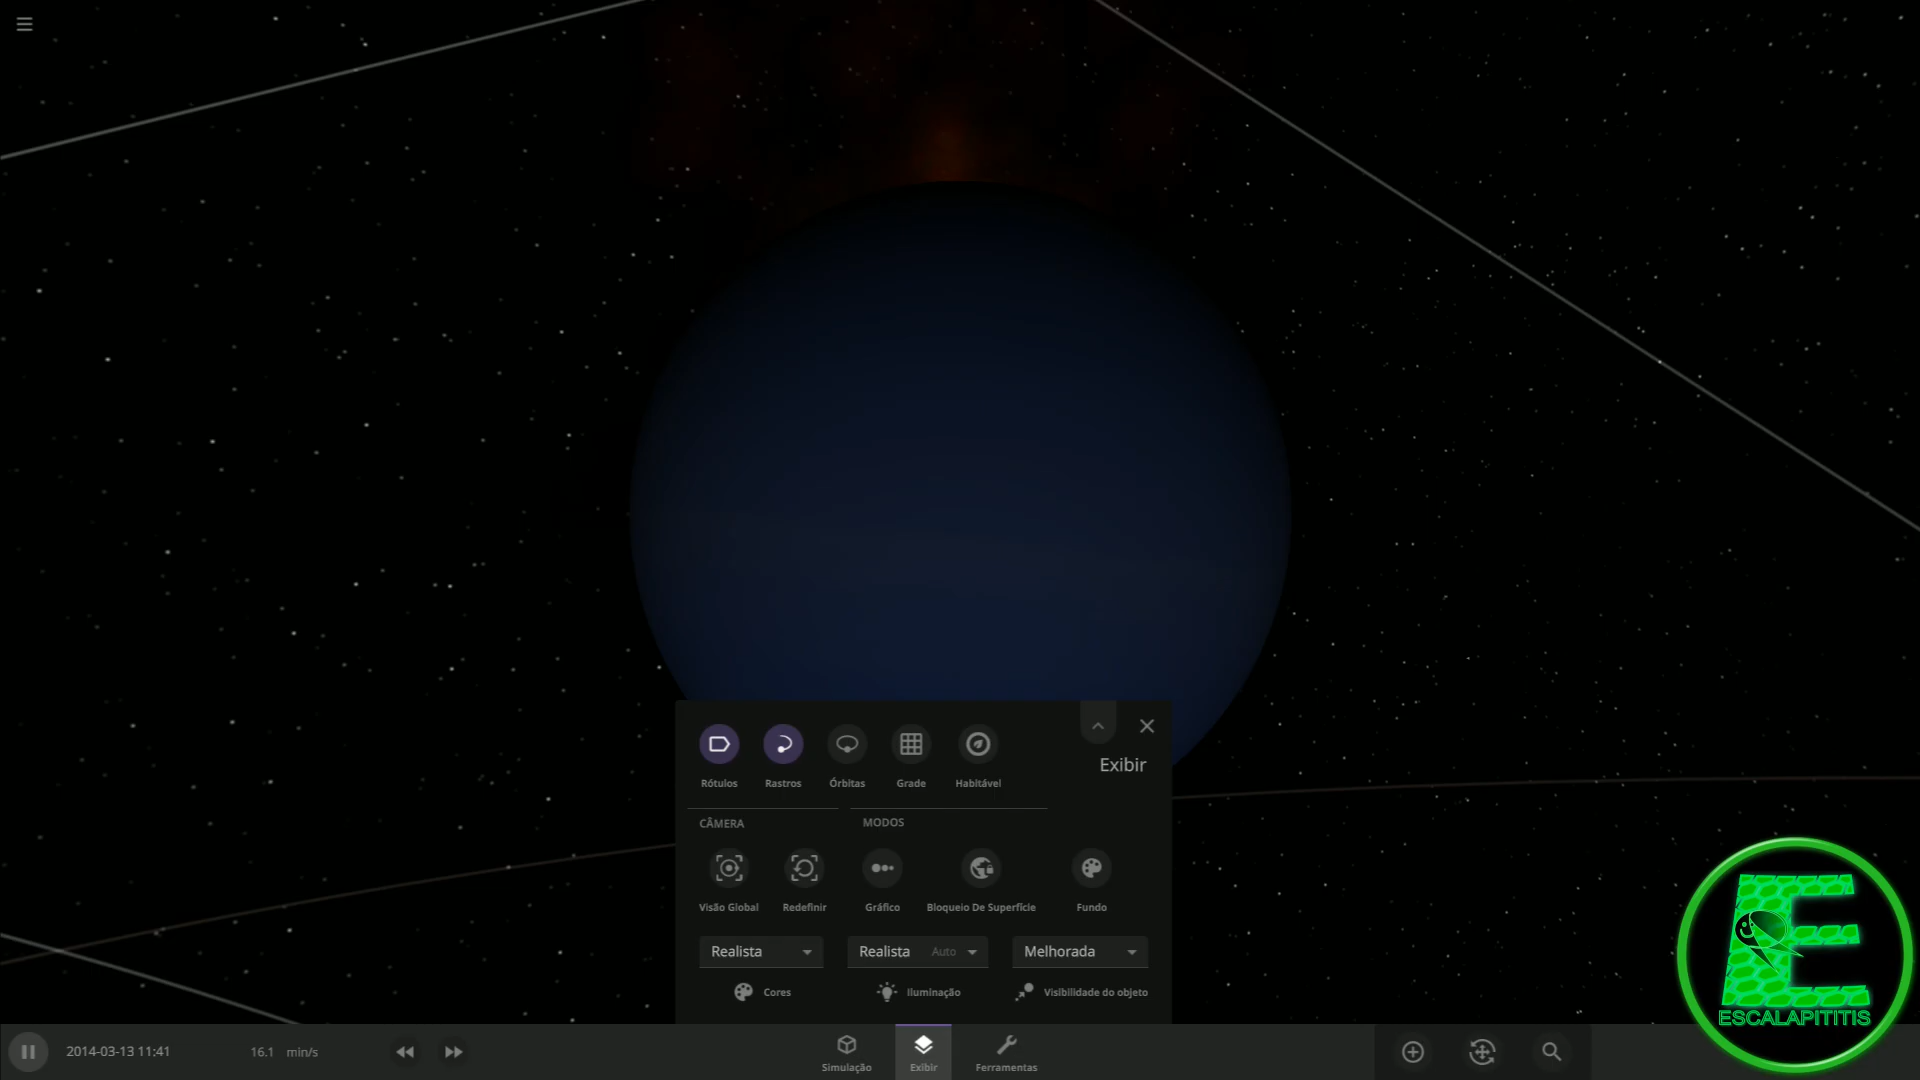 Rótulos
Rastros
Órbitas
Grade
Habitável
Exibir
CÂMERA
MODOS
Visão Global
Redefinir
Gráfico
Bloqueio De Superfície
Fundo
Realista
Realista Auto
Melhorada
Cores
Iluminação
Visibilidade do objeto
2014-03-13 11:41
16.1 min/s
Simulação
Exibir
Ferramentas
E
ESCALAPITITIS